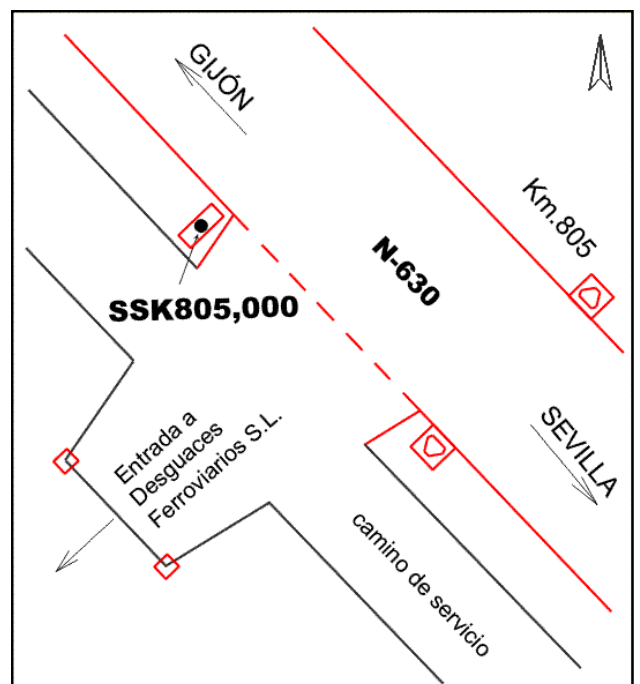 GIJÓN
Km.805
N-630
SSK805,000
SEVILLA
Entrada a
Desguaces
Ferroviarios S.L.
camino de servicio